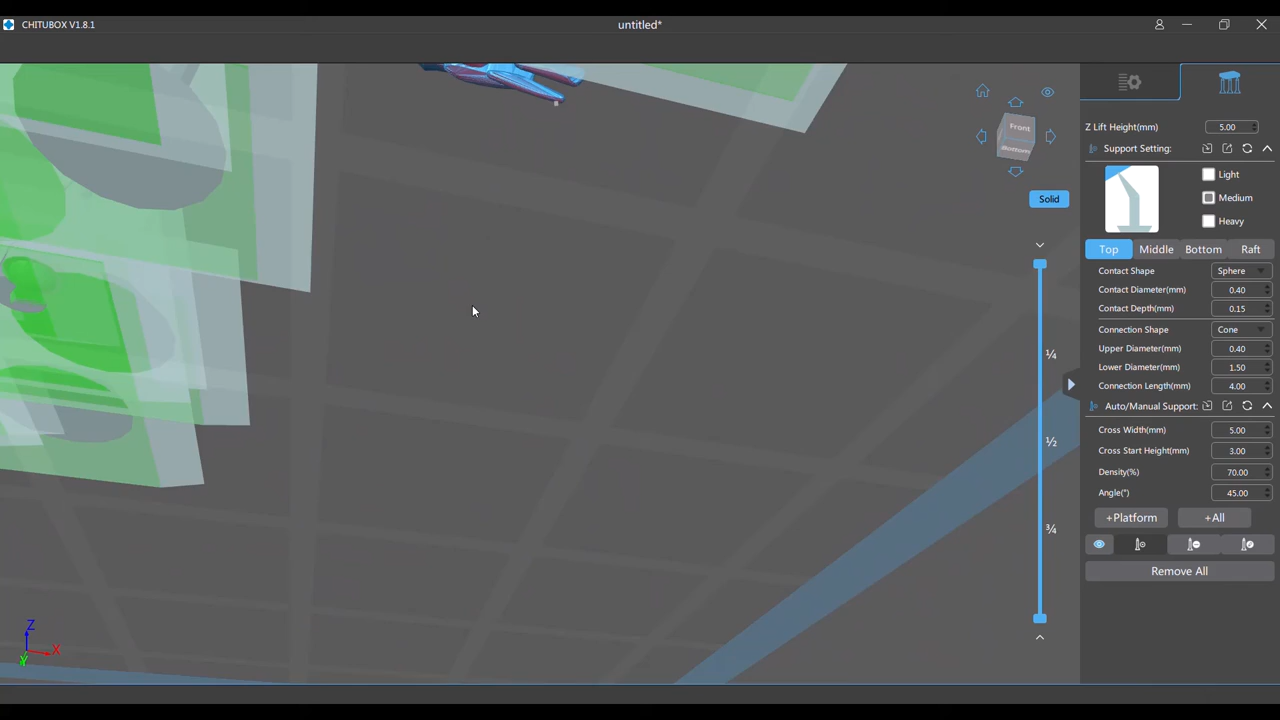 CHITUBOX V1.8.1
untitled*
Front
Bottom
Solid
¼
½
¾
Z
X
Y
Z Lift Height(mm) 5.00
Support Setting:
Light
Medium
Heavy
Top Middle Bottom Raft
Contact Shape Sphere
Contact Diameter(mm) 0.40
Contact Depth(mm) 0.15
Connection Shape Cone
Upper Diameter(mm) 0.40
Lower Diameter(mm) 1.50
Connection Length(mm) 4.00
Auto/Manual Support:
Cross Width(mm) 5.00
Cross Start Height(mm) 3.00
Density(%) 70.00
Angle(°) 45.00
+Platform +All
Remove All